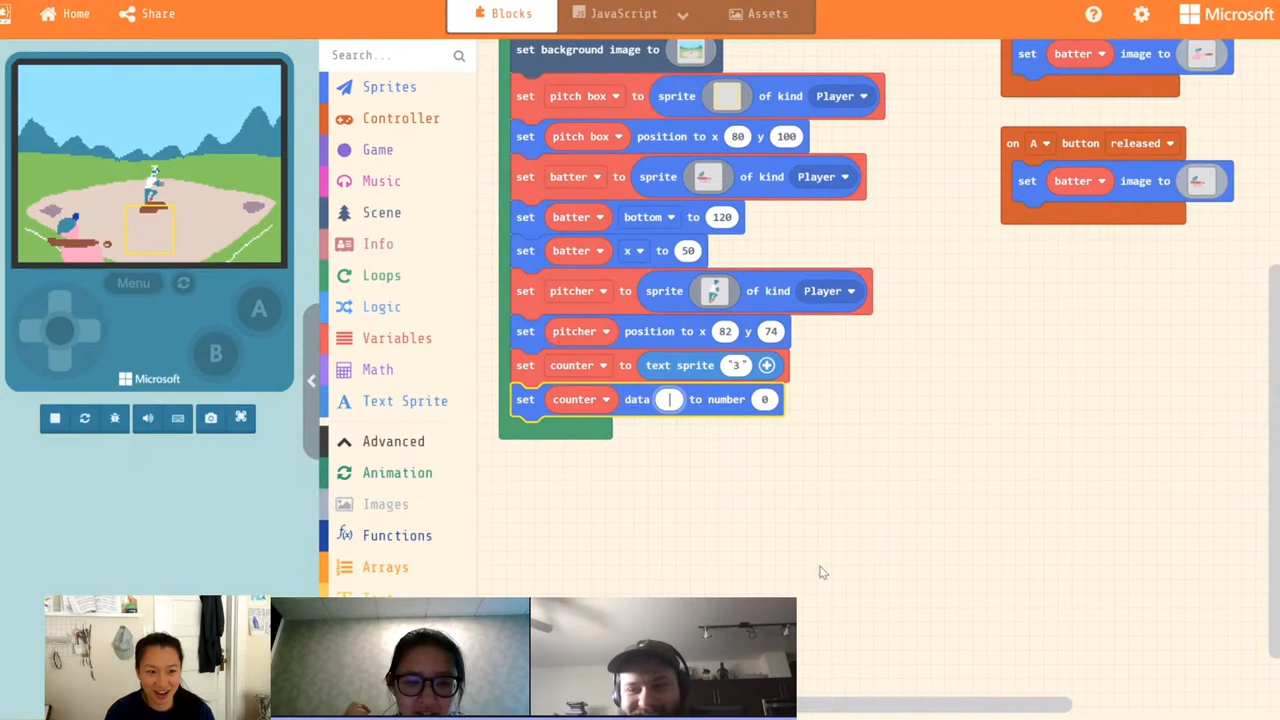 Home
Share
Blocks
JavaScript
Assets
Microsoft
Menu
A
B
Microsoft
Search...
Sprites
Controller
Game
Music
Scene
Info
Loops
Logic
Variables
Math
Text Sprite
Advanced
Animation
Images
Functions
Arrays
set background image to
set pitch box to sprite of kind Player
set pitch box position to x 80 y 100
set batter to sprite of kind Player
set batter bottom to 120
set batter x to 50
set pitcher to sprite of kind Player
set pitcher position to x 82 y 74
set counter to text sprite "3"
set counter data to number 0
set batter image to
on A button released
set batter image to